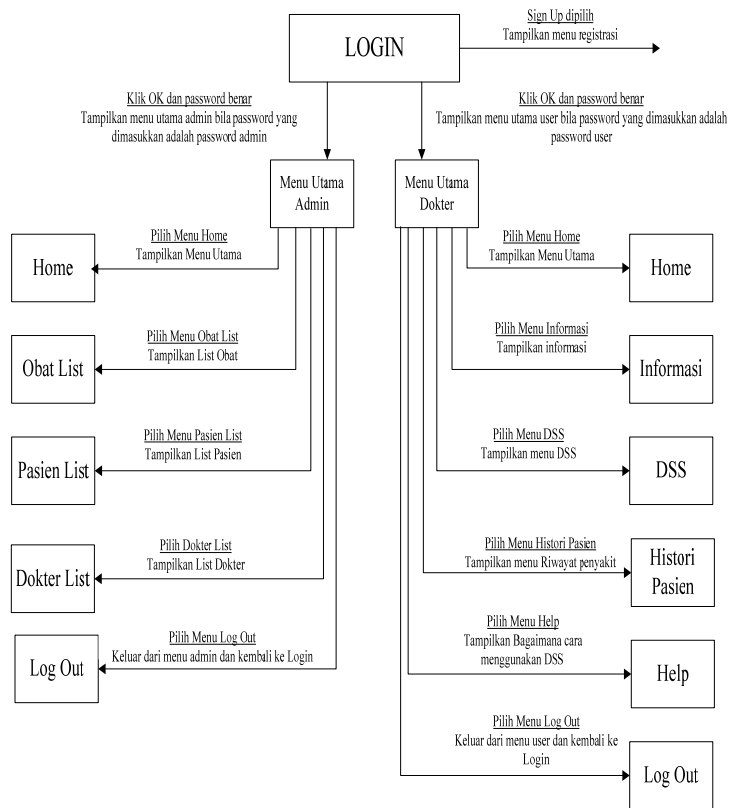 Sign Up dipilih
Tampilkan menu registrasi
LOGIN
Klik OK dan password benar
Tampilkan menu utama admin bila password yang
dimasukkan adalah password admin
Klik OK dan password benar
Tampilkan menu utama user bila password yang dimasukkan adalah
password user
Menu Utama
Admin
Menu Utama
Dokter
Home
Pilih Menu Home
Tampilkan Menu Utama
Pilih Menu Home
Tampilkan Menu Utama
Home
Obat List
Pilih Menu Obat List
Tampilkan List Obat
Pilih Menu Informasi
Tampilkan informasi
Informasi
Pasien List
Pilih Menu Pasien List
Tampilkan List Pasien
Pilih Menu DSS
Tampilkan menu DSS
DSS
Dokter List
Pilih Dokter List
Tampilkan List Dokter
Pilih Menu Histori Pasien
Tampilkan menu Riwayat penyakit
Histori
Pasien
Log Out
Pilih Menu Log Out
Keluar dari menu admin dan kembali ke Login
Pilih Menu Help
Tampilkan Bagaimana cara
menggunakan DSS
Help
Pilih Menu Log Out
Keluar dari menu user dan kembali ke
Login
Log Out